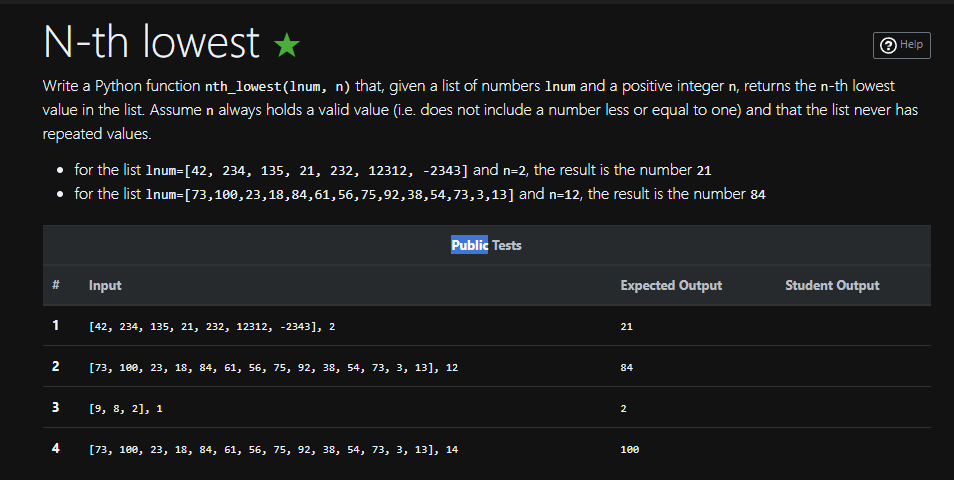 N-th lowest
? Help
Write a Python function nth_lowest(lnum, n) that, given a list of numbers lnum and a positive integer n, returns the n-th lowest
value in the list. Assume n always holds a valid value (i.e. does not include a number less or equal to one) and that the list never has
repeated values.
• for the list lnum=[42, 234, 135, 21, 232, 12312, -2343] and n=2, the result is the number 21
• for the list lnum=[73,100,23,18,84,61,56,75,92,38,54,73,3,13] and n=12, the result is the number 84
Public Tests
# Input Expected Output Student Output
1 [42, 234, 135, 21, 232, 12312, -2343], 2 21
2 [73, 100, 23, 18, 84, 61, 56, 75, 92, 38, 54, 73, 3, 13], 12 84
3 [9, 8, 2], 1 2
4 [73, 100, 23, 18, 84, 61, 56, 75, 92, 38, 54, 73, 3, 13], 14 100